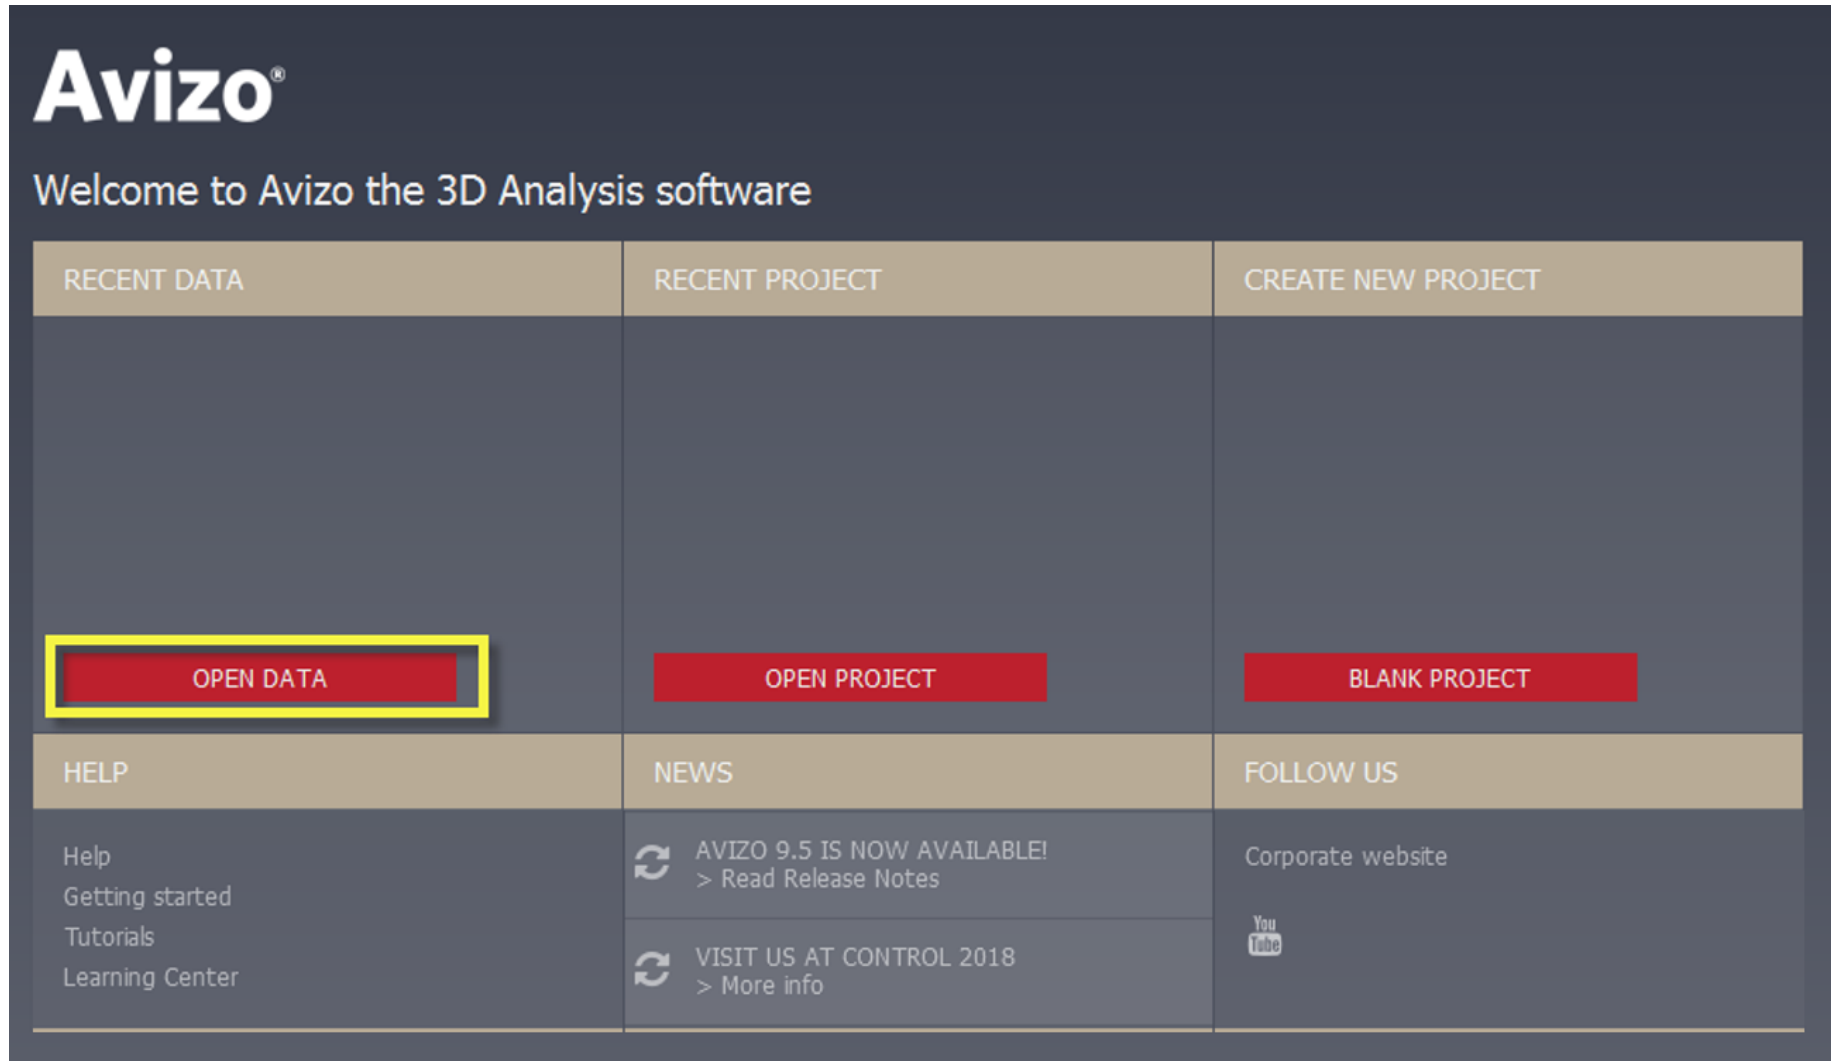 Avizo®
Welcome to Avizo the 3D Analysis software
RECENT DATA
RECENT PROJECT
CREATE NEW PROJECT
OPEN DATA
OPEN PROJECT
BLANK PROJECT
HELP
NEWS
FOLLOW US
Help
Getting started
Tutorials
Learning Center
AVIZO 9.5 IS NOW AVAILABLE!
> Read Release Notes
VISIT US AT CONTROL 2018
> More info
Corporate website
You
Tube